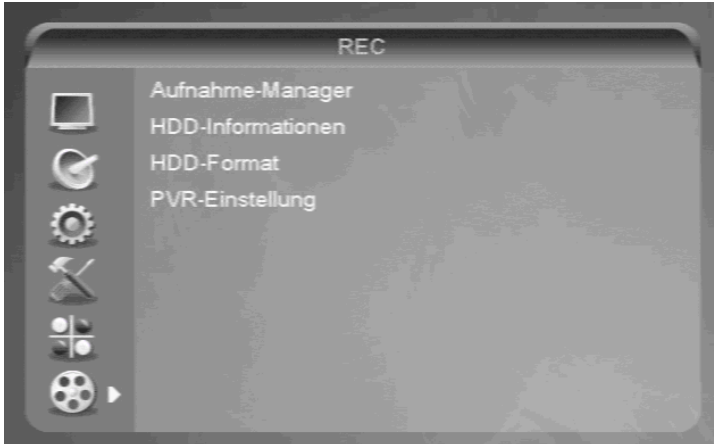 REC
Aufnahme-Manager
HDD-Informationen
HDD-Format
PVR-Einstellung